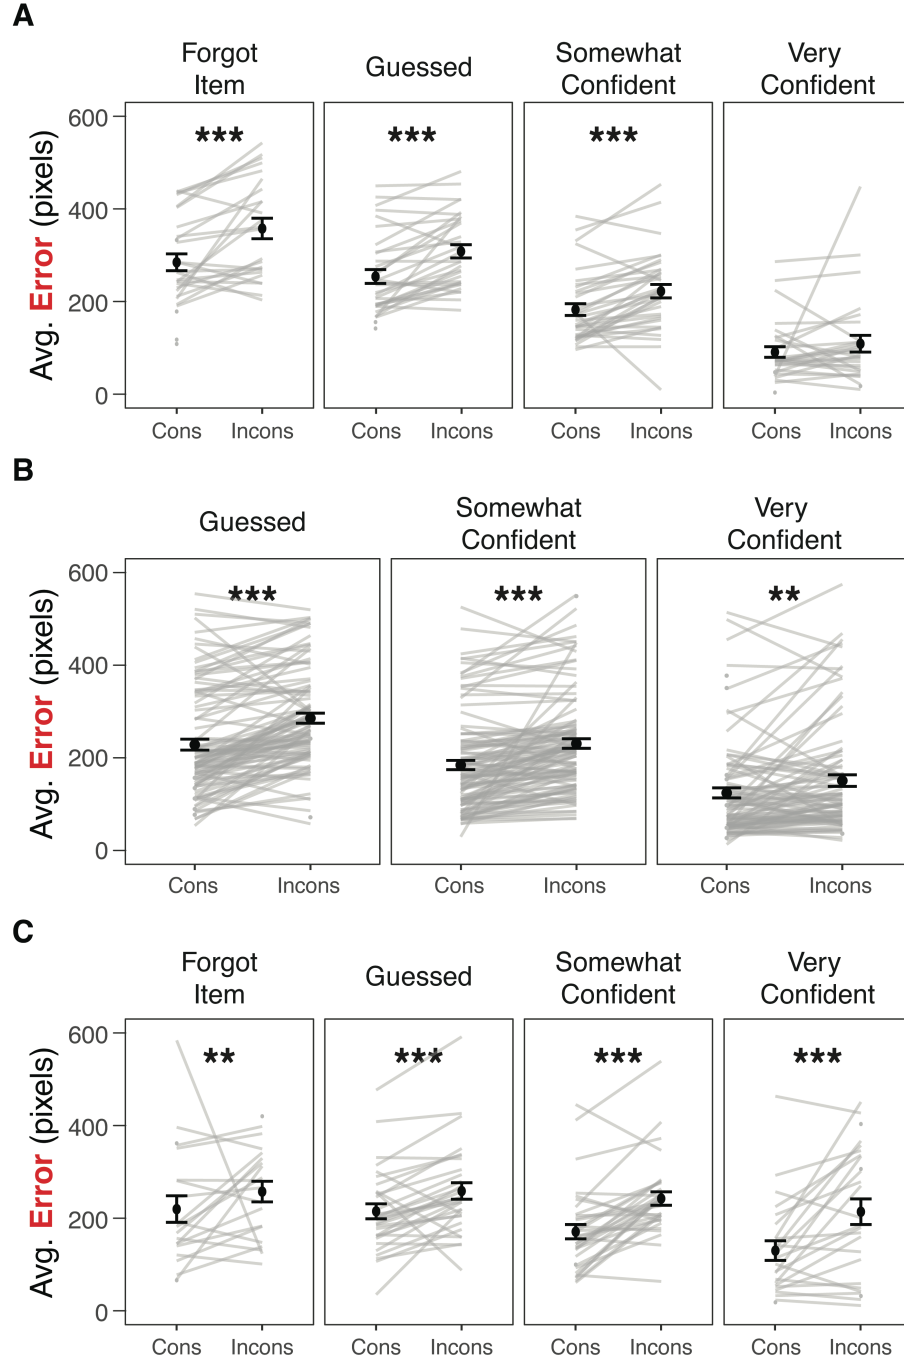 A
Forgot Item
Guessed
Somewhat Confident
Very Confident
*** *** ***
Avg. Error (pixels)
600
400
200
0
Cons Incons Cons Incons Cons Incons Cons Incons
B
Guessed
Somewhat Confident
Very Confident
*** *** **
Avg. Error (pixels)
600
400
200
0
Cons Incons Cons Incons Cons Incons
C
Forgot Item
Guessed
Somewhat Confident
Very Confident
** *** *** ***
Avg. Error (pixels)
600
400
200
0
Cons Incons Cons Incons Cons Incons Cons Incons